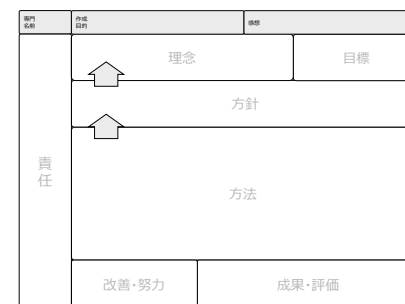 専門
名前
作成
目的
感想
理念
目標
方針
責
任
方法
改善・努力
成果・評価